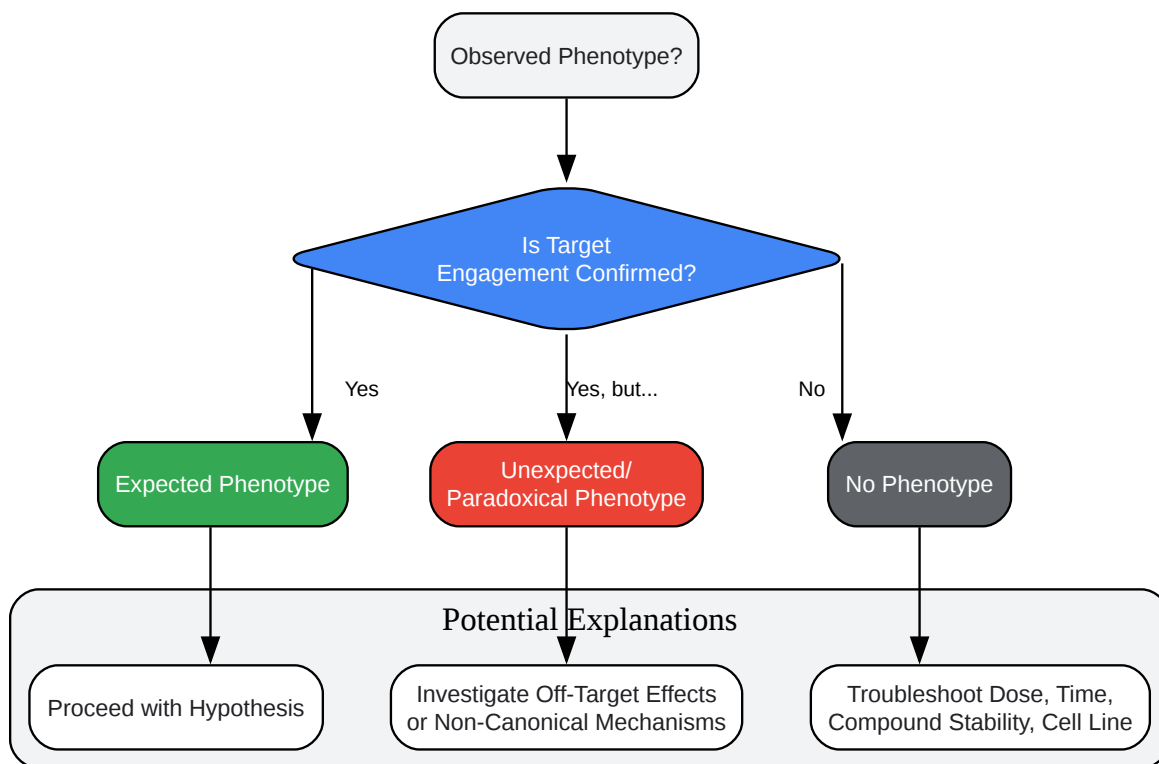 Observed Phenotype?
Is Target
Engagement Confirmed?
Yes
Yes, but...
No
Expected Phenotype
Unexpected/
Paradoxical Phenotype
No Phenotype
Potential Explanations
Proceed with Hypothesis
Investigate Off-Target Effects
or Non-Canonical Mechanisms
Troubleshoot Dose, Time,
Compound Stability, Cell Line